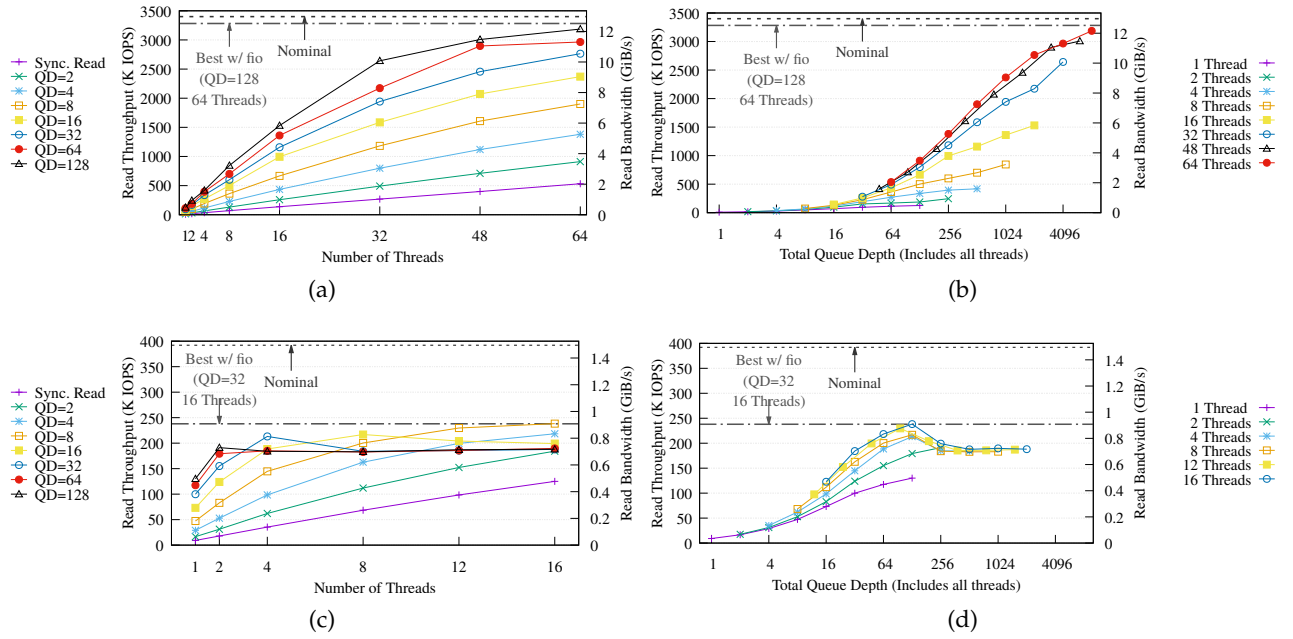 3500
3000
2500
2000
1500
1000
500
0
Read Throughput (K IOPS)
Sync. Read
QD=2
QD=4
QD=8
QD=16
QD=32
QD=64
QD=128
Best w/ fio
(QD=128
64 Threads)
Nominal
12
10
8
6
4
2
0
Read Bandwidth (GiB/s)
1 2 4 8 16 32 48 64
Number of Threads
(a)
3500
3000
2500
2000
1500
1000
500
0
Read Throughput (K IOPS)
Best w/ fio
(QD=128
64 Threads)
Nominal
12
10
8
6
4
2
0
Read Bandwidth (GiB/s)
1 Thread
2 Threads
4 Threads
8 Threads
16 Threads
32 Threads
48 Threads
64 Threads
1 4 16 64 256 1024 4096
Total Queue Depth (Includes all threads)
(b)
400
350
300
250
200
150
100
50
0
Read Throughput (K IOPS)
Sync. Read
QD=2
QD=4
QD=8
QD=16
QD=32
QD=64
QD=128
Best w/ fio
(QD=32
16 Threads)
Nominal
1.4
1.2
1
0.8
0.6
0.4
0.2
0
Read Bandwidth (GiB/s)
1 2 4 8 12 16
Number of Threads
(c)
400
350
300
250
200
150
100
50
0
Read Throughput (K IOPS)
Best w/ fio
(QD=32
16 Threads)
Nominal
1.4
1.2
1
0.8
0.6
0.4
0.2
0
Read Bandwidth (GiB/s)
1 Thread
2 Threads
4 Threads
8 Threads
12 Threads
16 Threads
1 4 16 64 256 1024 4096
Total Queue Depth (Includes all threads)
(d)